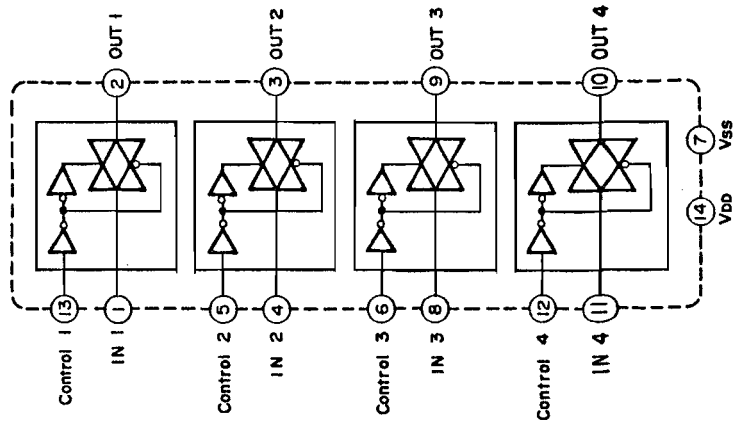 Control 1
13
IN 1
1
2
OUT 1
Control 2
5
IN 2
4
3
OUT 2
Control 3
6
IN 3
8
9
OUT 3
Control 4
12
IN 4
11
10
OUT 4
14
VDD
7
VSS